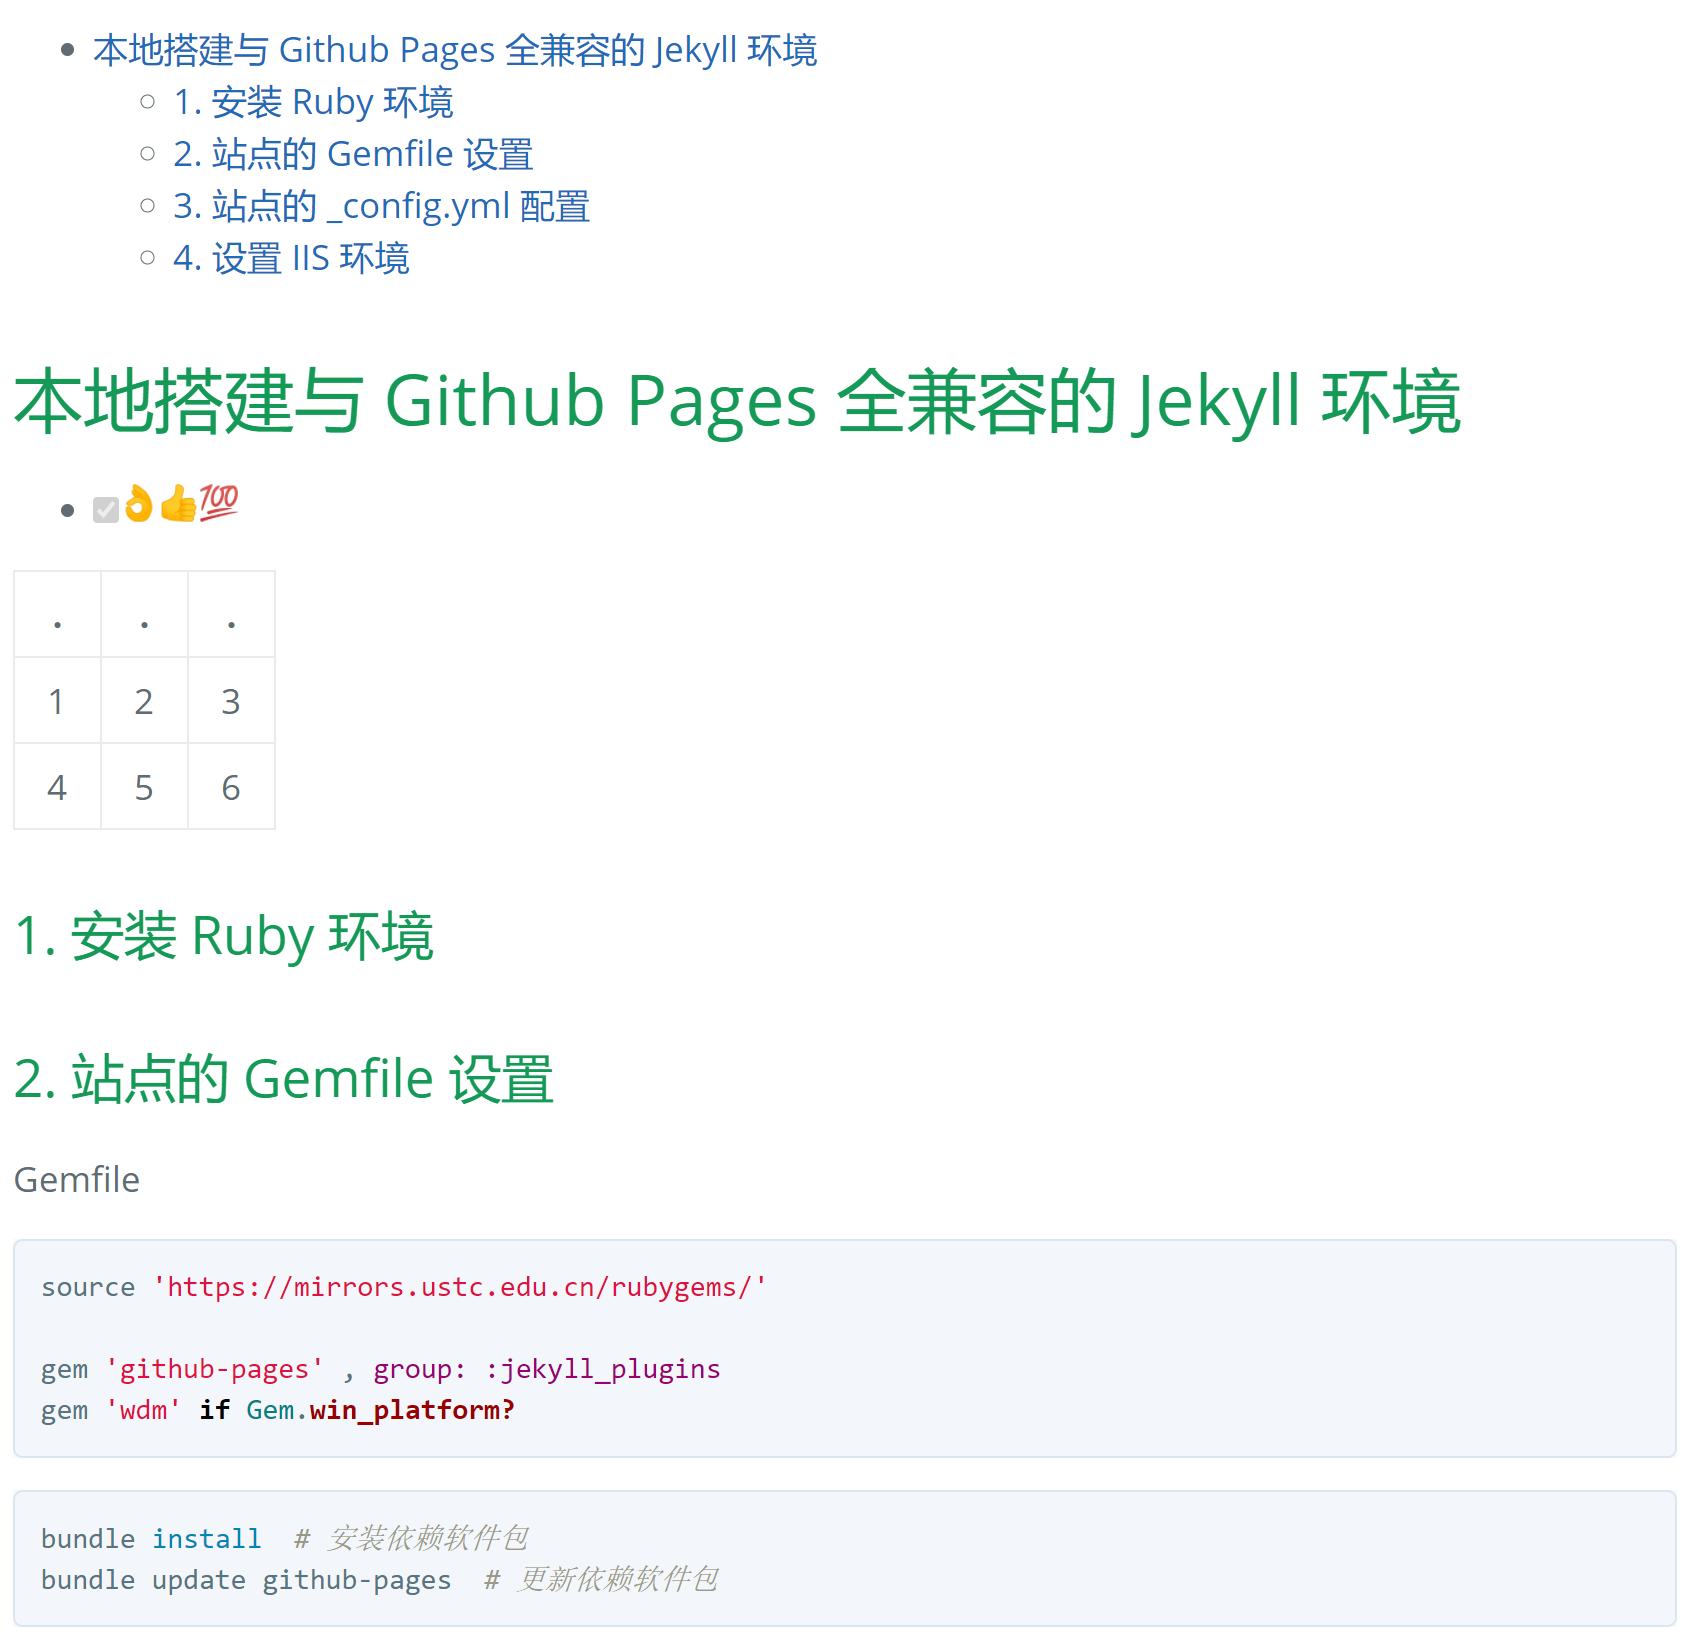 本地搭建与 Github Pages 全兼容的 Jekyll 环境
1. 安装 Ruby 环境
2. 站点的 Gemfile 设置
3. 站点的 _config.yml 配置
4. 设置 IIS 环境
本地搭建与 Github Pages 全兼容的 Jekyll 环境
👌👍💯
. . .
1 2 3
4 5 6
1. 安装 Ruby 环境
2. 站点的 Gemfile 设置
Gemfile
source 'https://mirrors.ustc.edu.cn/rubygems/'
gem 'github-pages' , group: :jekyll_plugins
gem 'wdm' if Gem.win_platform?
bundle install  # 安装依赖软件包
bundle update github-pages  # 更新依赖软件包